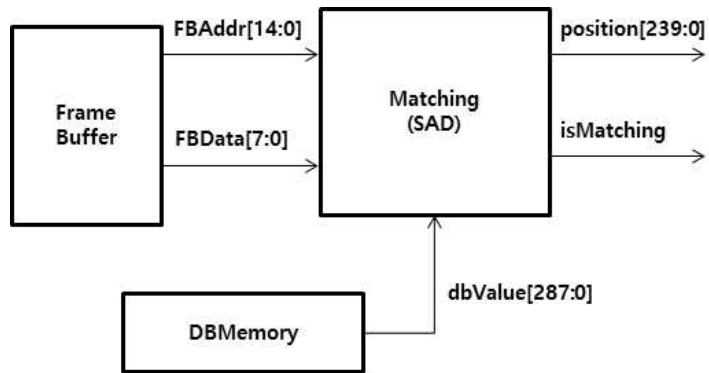 FBAddr[14:0]
position[239:0]
Frame
Buffer
Matching
(SAD)
FBData[7:0]
isMatching
dbValue[287:0]
DBMemory